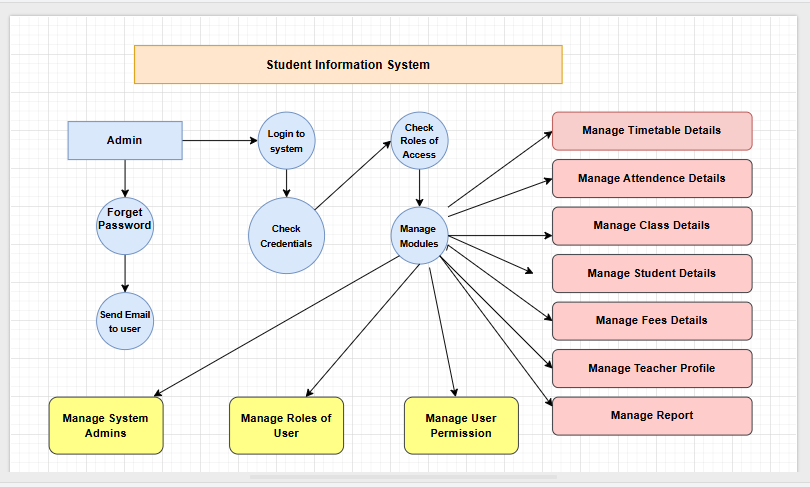 Student Information System
Admin
Login to
system
Check
Roles of
Access
Forget
Password
Check
Credentials
Manage
Modules
Send Email
to user
Manage Timetable Details
Manage Attendence Details
Manage Class Details
Manage Student Details
Manage Fees Details
Manage Teacher Profile
Manage Report
Manage System
Admins
Manage Roles of
User
Manage User
Permission